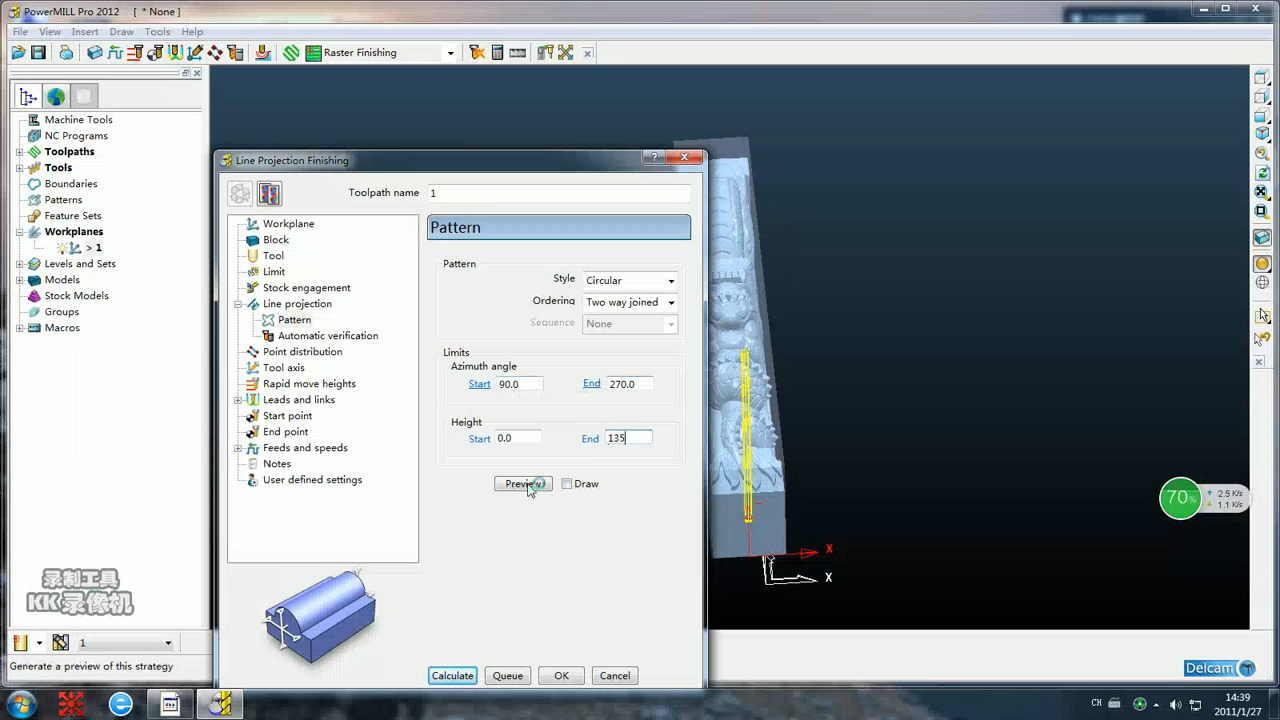 PowerMILL Pro 2012 [ * None ]
File View Insert Draw Tools Help
Raster Finishing
Machine Tools
NC Programs
Toolpaths
Tools
Boundaries
Patterns
Feature Sets
Workplanes
> 1
Levels and Sets
Models
Stock Models
Groups
Macros
Line Projection Finishing
Toolpath name 1
Workplane
Block
Tool
Limit
Stock engagement
Line projection
Pattern
Automatic verification
Point distribution
Tool axis
Rapid move heights
Leads and links
Start point
End point
Feeds and speeds
Notes
User defined settings
Pattern
Pattern
Style Circular
Ordering Two way joined
Sequence None
Limits
Azimuth angle
Start 90.0 End 270.0
Height
Start 0.0 End 135
Preview Draw
Calculate Queue OK Cancel
X
X
70%
2.5 K/s
1.1 K/s
录制工具
KK录像机
1
Generate a preview of this strategy
Delcam
CH
14:39
2011/1/27